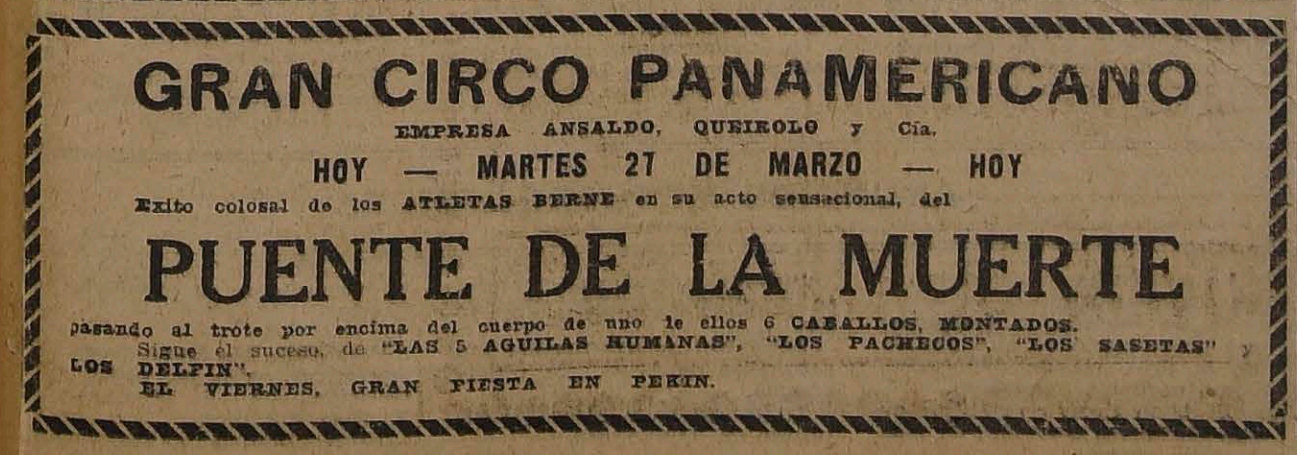 GRAN CIRCO PANAMERICANO
EMPRESA ANSALDO, QUEIROLO y Cía.
HOY — MARTES 27 DE MARZO — HOY
Exito colosal de los ATLETAS BERNE en su acto sensacional, del
PUENTE DE LA MUERTE
pasando al trote por encima del cuerpo de uno de ellos 6 CABALLOS, MONTADOS.
Sigue el suceso, de "LAS 5 AGUILAS HUMANAS", "LOS PACHECOS", "LOS SASETAS" y
LOS DELFIN".
EL VIERNES, GRAN FIESTA EN PEKIN.